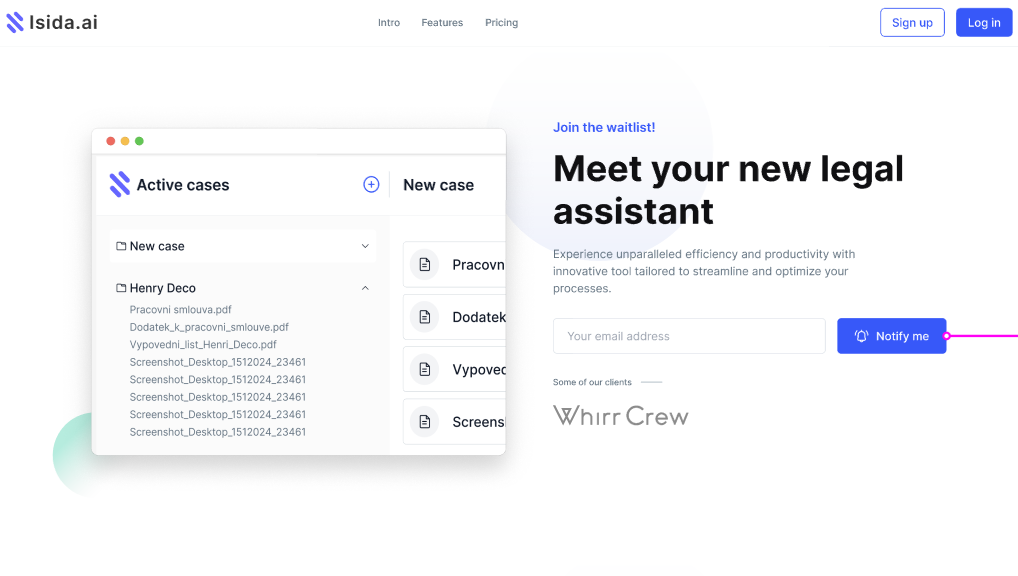 Isida.ai
Intro
Features
Pricing
Sign up
Log in
Active cases
New case
New case
Henry Deco
Pracovni smlouva.pdf
Dodatek_k_pracovni_smlouve.pdf
Vypovedni_list_Henri_Deco.pdf
Screenshot_Desktop_1512024_23461
Screenshot_Desktop_1512024_23461
Screenshot_Desktop_1512024_23461
Screenshot_Desktop_1512024_23461
Screenshot_Desktop_1512024_23461
Pracovn
Dodatek
Vypoved
Screens
Join the waitlist!
Meet your new legal
assistant
Experience unparalleled efficiency and productivity with
innovative tool tailored to streamline and optimize your
processes.
Your email address
Notify me
Some of our clients
Whirr Crew